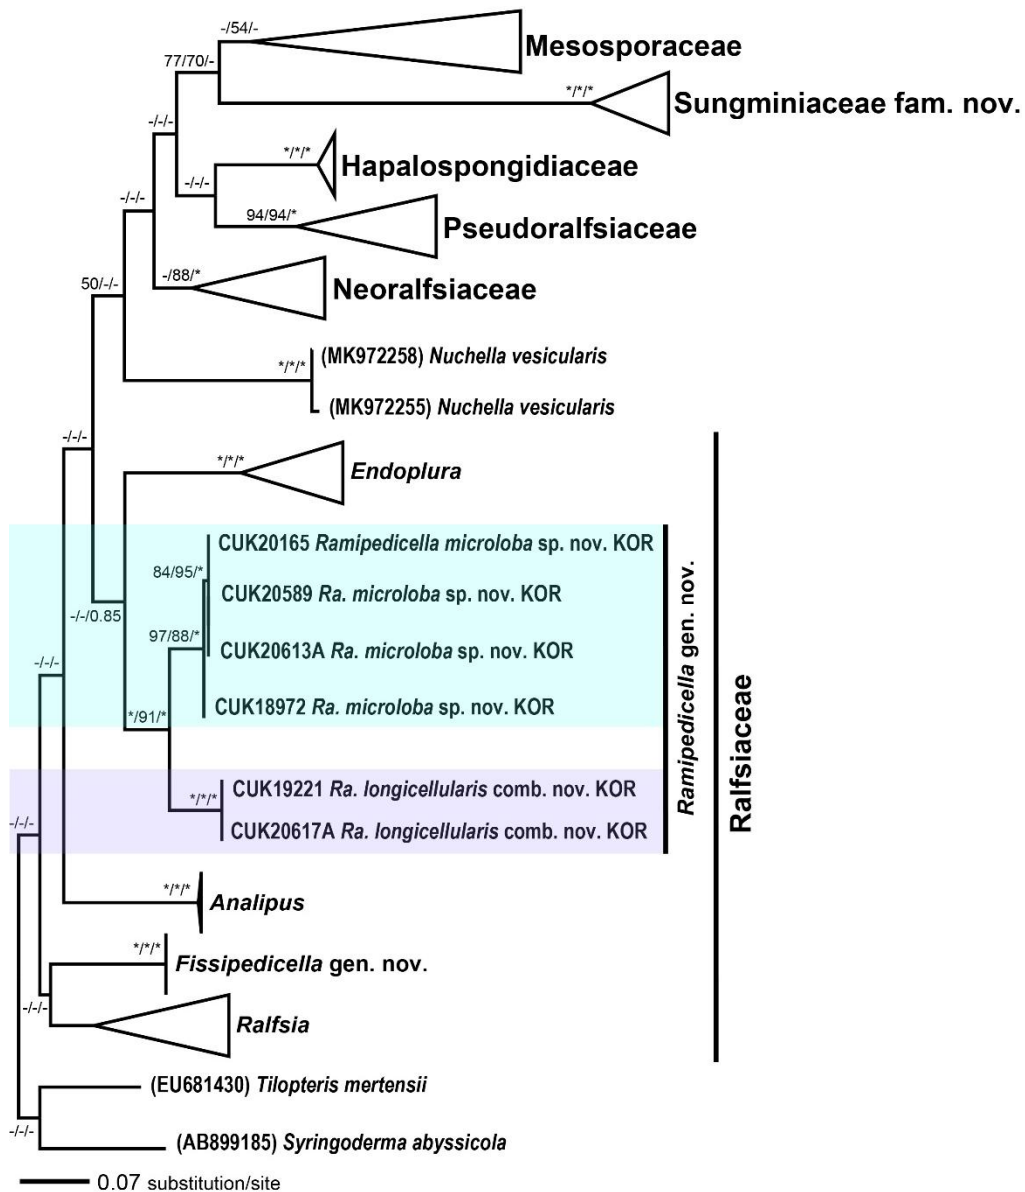 -/54/-
Mesosporaceae
77/70/-
*/*/*
Sungminiaceae fam. nov.
-/-/-
*/*/*
Hapalospongidiaceae
-/-/-
-/-/-
94/94/*
Pseudoralfsiaceae
-/88/*
Neoralfsiaceae
50/-/-
(MK972258) Nuchella vesicularis
*/*/*
(MK972255) Nuchella vesicularis
-/-/-
*/*/*
Endoplura
CUK20165 Ramipedicella microloba sp. nov. KOR
84/95/*
CUK20589 Ra. microloba sp. nov. KOR
-/-/0.85
97/88/*
CUK20613A Ra. microloba sp. nov. KOR
-/-/-
CUK18972 Ra. microloba sp. nov. KOR
*/91/*
Ramipedicella gen. nov.
Ralfsiaceae
CUK19221 Ra. longicellularis comb. nov. KOR
*/*/*
CUK20617A Ra. longicellularis comb. nov. KOR
-/-/-
*/*/*
Analipus
*/*/*
Fissipedicella gen. nov.
-/-/-
Ralfsia
(EU681430) Tilopteris mertensii
-/-/-
(AB899185) Syringoderma abyssicola
0.07 substitution/site